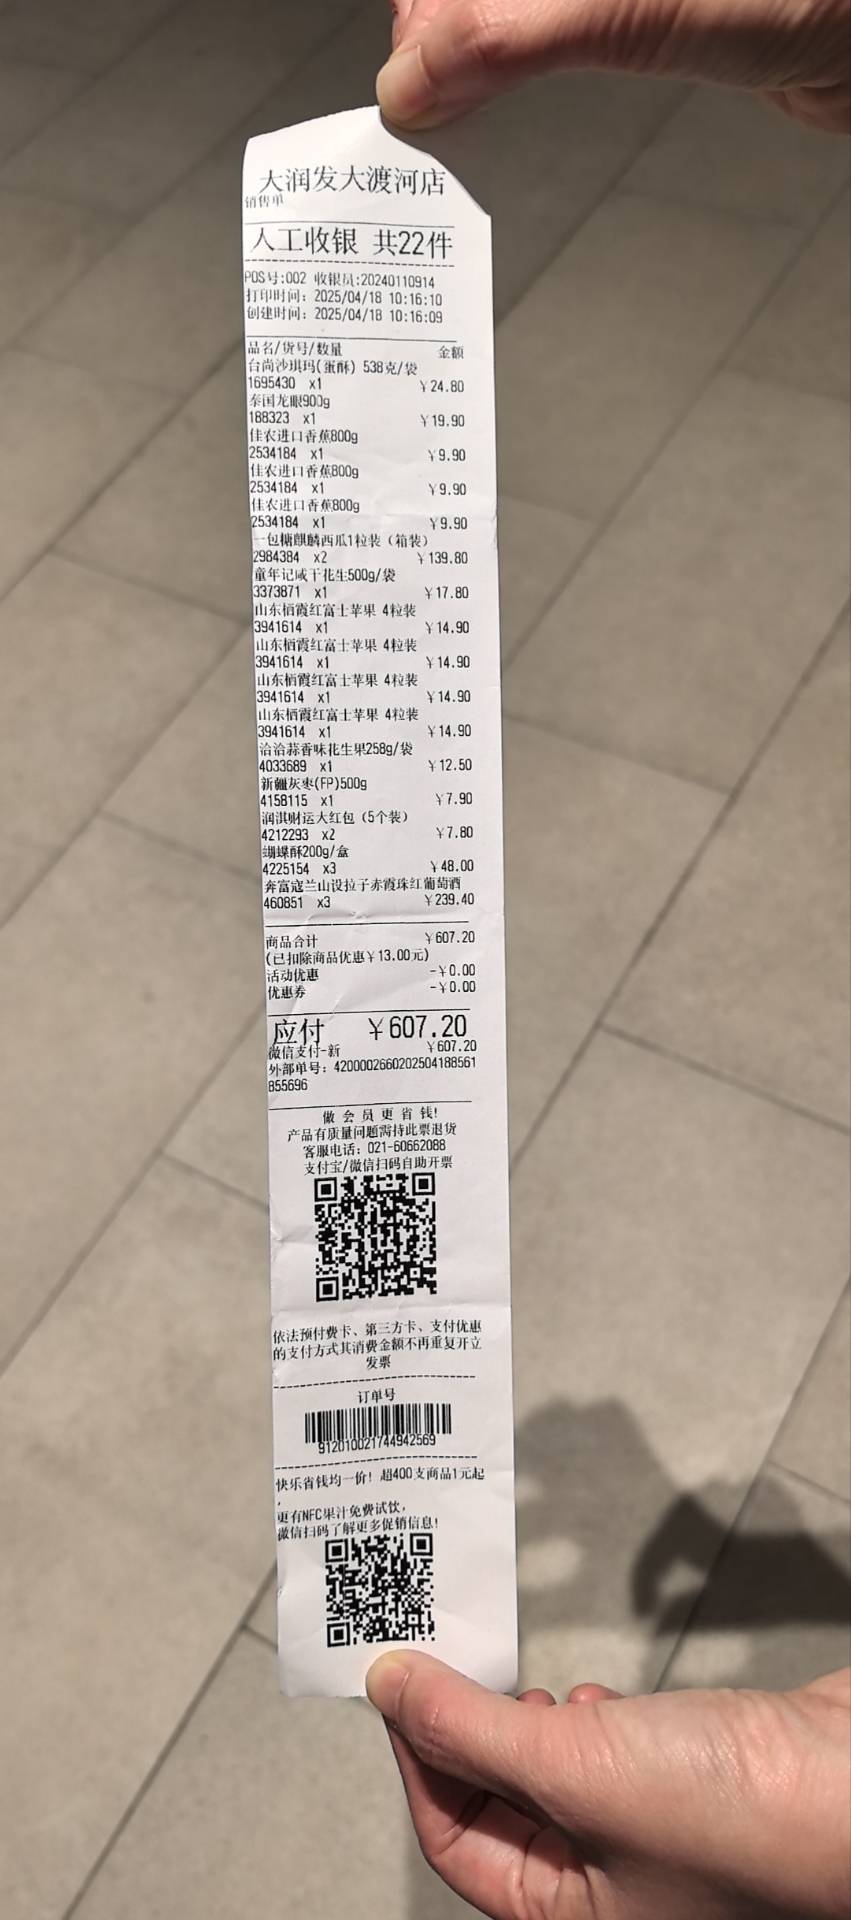 大润发大渡河店
销售单
人工收银 共22件
POS号:002 收银员:20240110914
打印时间: 2025/04/18 10:16:10
创建时间: 2025/04/18 10:16:09
品名/货号/数量 金额
台尚沙琪玛(蛋酥) 538克/袋
1695430 x1 ￥24.80
泰国龙眼900g
188323 x1 ￥19.90
佳农进口香蕉800g
2534184 x1 ￥9.90
佳农进口香蕉800g
2534184 x1 ￥9.90
佳农进口香蕉800g
2534184 x1 ￥9.90
一包糖麒麟西瓜1粒装（箱装）
2984384 x2 ￥139.80
童年记咸干花生500g/袋
3373871 x1 ￥17.80
山东栖霞红富士苹果 4粒装
3941614 x1 ￥14.90
山东栖霞红富士苹果 4粒装
3941614 x1 ￥14.90
山东栖霞红富士苹果 4粒装
3941614 x1 ￥14.90
山东栖霞红富士苹果 4粒装
3941614 x1 ￥14.90
洽洽蒜香味花生果258g/袋
4033689 x1 ￥12.50
新疆灰枣(FP)500g
4158115 x1 ￥7.90
润淇财运大红包（5个装）
4212293 x2 ￥7.80
蝴蝶酥200g/盒
4225154 x3 ￥48.00
奔富寇兰山设拉子赤霞珠红葡萄酒
460851 x3 ￥239.40
商品合计 ￥607.20
(已扣除商品优惠￥13.00元)
活动优惠 -￥0.00
优惠券 -￥0.00
应付 ￥607.20
微信支付-新 ￥607.20
外部单号: 4200002660202504188561
855696
做 会 员 更 省 钱!
产品有质量问题需持此票退货
客服电话: 021-60662088
支付宝/微信扫码自助开票
依法预付费卡、第三方卡、支付优惠
的支付方式其消费金额不再重复开立
发票
订单号
912010021744942569
快乐省钱均一价! 超400支商品1元起
,
更有NFC果汁免费试饮,
微信扫码了解更多促销信息!